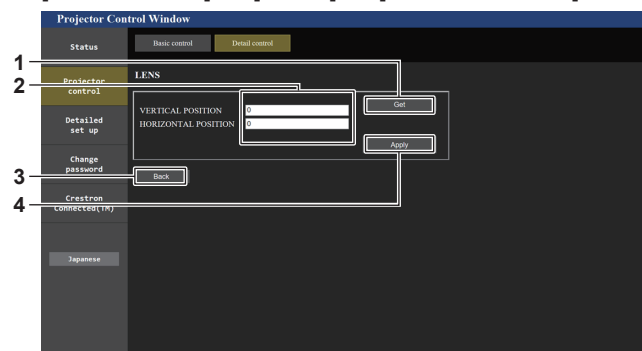 Projector Control Window
Status
Basic control
Detail control
1
2
LENS
Projector
control
VERTICAL POSITION
0
Get
HORIZONTAL POSITION
0
Detailed
set up
Apply
Change
password
3
Back
4
Crestron
Connected(TM)
Japanese